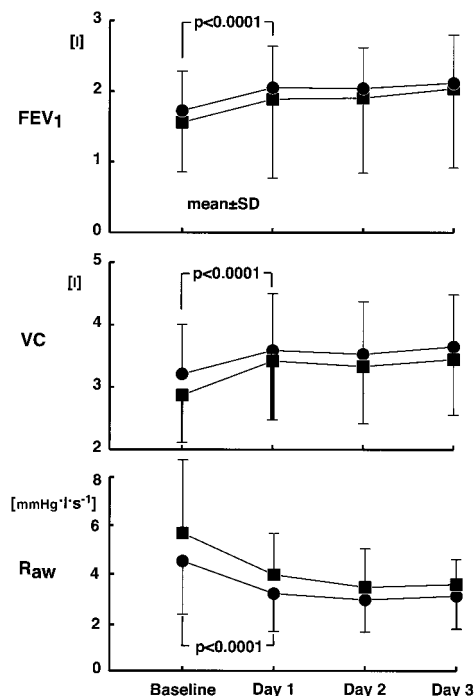 3
p<0.0001
[l]
2
FEV1
1
mean±SD
0
5
[l]
p<0.0001
4
VC
3
2
8
[mmHg·l·s-1]
6
Raw
4
2
p<0.0001
0
Baseline Day 1 Day 2 Day 3